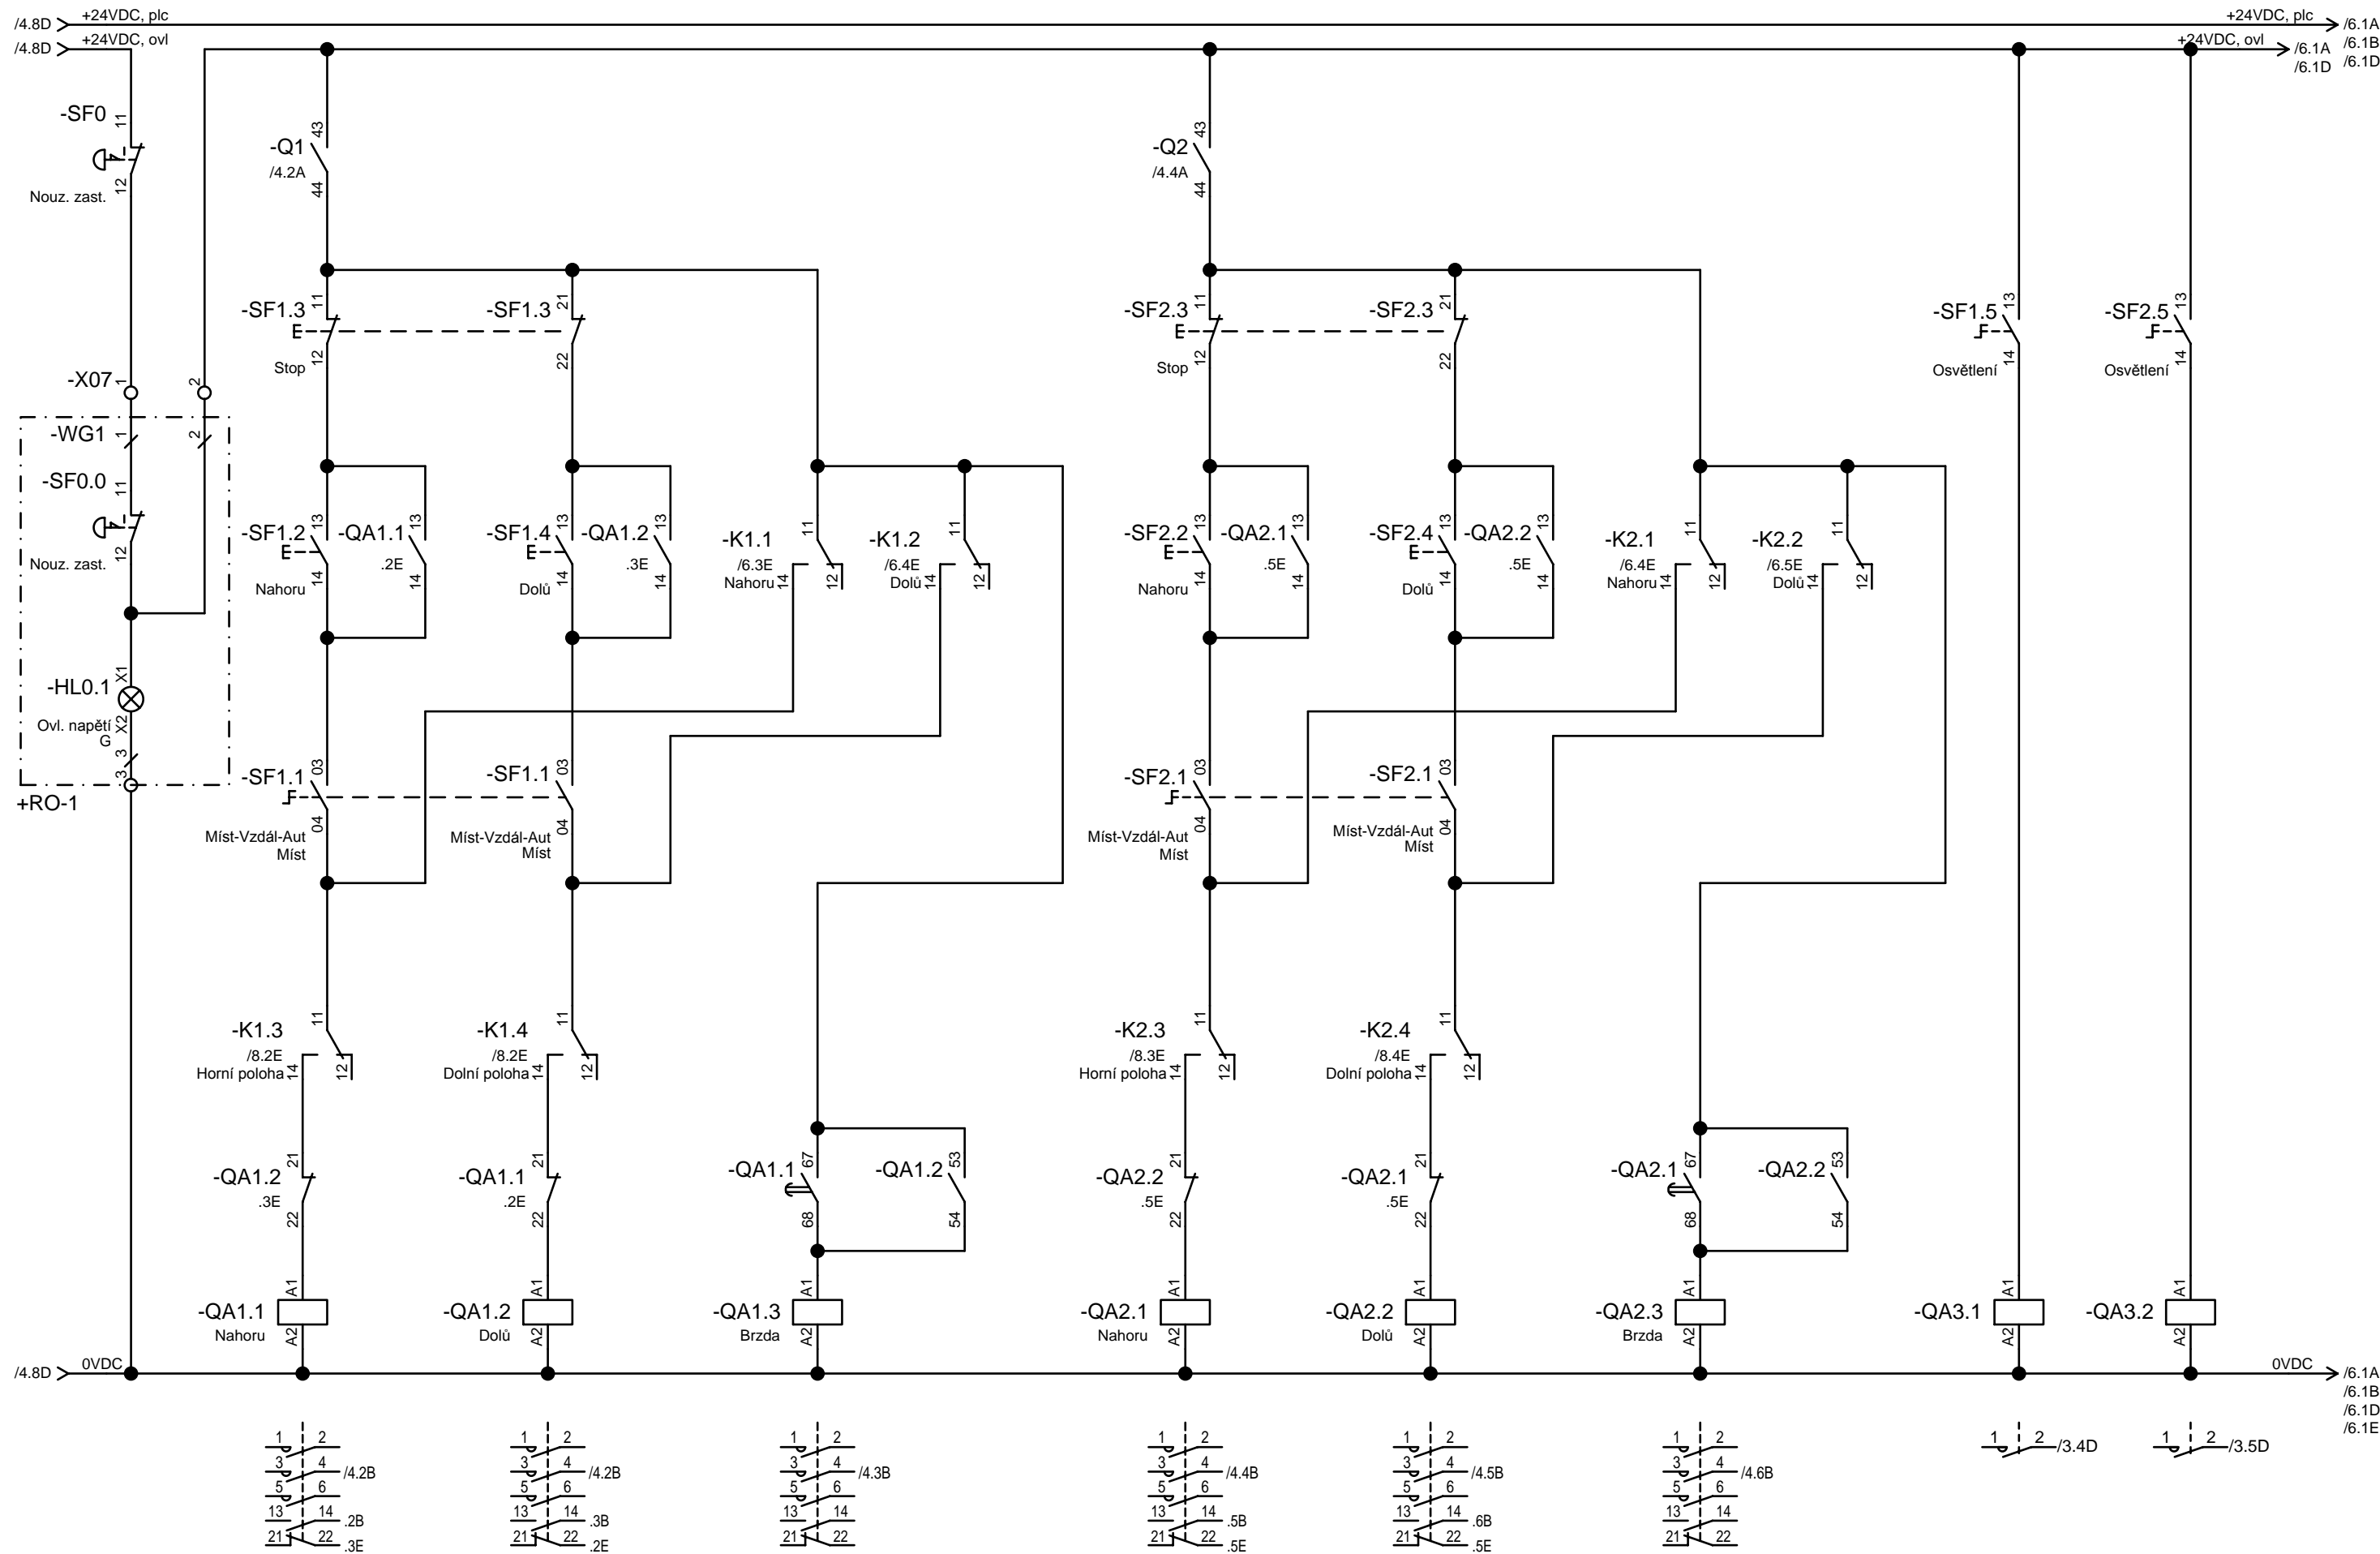 /4.8D
+24VDC, plc
+24VDC, plc
/6.1A
/6.1B
/6.1D
/4.8D
+24VDC, ovl
+24VDC, ovl
/6.1A
/6.1D
-SF0
11
12
Nouz. zast.
-Q1
/4.2A
43
44
-Q2
/4.4A
43
44
-SF1.3
11
12
Stop
-SF1.3
21
22
-SF2.3
11
12
Stop
-SF2.3
21
22
-SF1.5
13
14
Osvětlení
-SF2.5
13
14
Osvětlení
-X07
1
2
-WG1
1
2
-SF0.0
11
12
Nouz. zast.
-SF1.2
13
14
Nahoru
-QA1.1
.2E
13
14
-SF1.4
13
14
Dolů
-QA1.2
.3E
13
14
-K1.1
/6.3E
Nahoru
11
14
12
-K1.2
/6.4E
Dolů
11
14
12
-SF2.2
13
14
Nahoru
-QA2.1
.5E
13
14
-SF2.4
13
14
Dolů
-QA2.2
.5E
13
14
-K2.1
/6.4E
Nahoru
11
14
12
-K2.2
/6.5E
Dolů
11
14
12
-HL0.1
X1
X2
Ovl. napětí
G
3
3
+RO-1
-SF1.1
03
04
Míst-Vzdál-Aut
Míst
-SF1.1
03
04
Míst-Vzdál-Aut
Míst
-SF2.1
03
04
Míst-Vzdál-Aut
Míst
-SF2.1
03
04
Míst-Vzdál-Aut
Míst
-K1.3
/8.2E
Horní poloha
11
14
12
-K1.4
/8.2E
Dolní poloha
11
14
12
-K2.3
/8.3E
Horní poloha
11
14
12
-K2.4
/8.4E
Dolní poloha
11
14
12
-QA1.2
.3E
21
22
-QA1.1
.2E
21
22
-QA1.1
67
68
-QA1.2
53
54
-QA2.2
.5E
21
22
-QA2.1
.5E
21
22
-QA2.1
67
68
-QA2.2
53
54
-QA1.1
Nahoru
A1
A2
-QA1.2
Dolů
A1
A2
-QA1.3
Brzda
A1
A2
-QA2.1
Nahoru
A1
A2
-QA2.2
Dolů
A1
A2
-QA2.3
Brzda
A1
A2
-QA3.1
A1
A2
-QA3.2
A1
A2
/4.8D
0VDC
0VDC
/6.1A
/6.1B
/6.1D
/6.1E
1 2
3 4 /4.2B
5 6
13 14 .2B
21 22 .3E
1 2
3 4 /4.2B
5 6
13 14 .3B
21 22 .2E
1 2
3 4 /4.3B
5 6
13 14
21 22
1 2
3 4 /4.4B
5 6
13 14 .5B
21 22 .5E
1 2
3 4 /4.5B
5 6
13 14 .6B
21 22 .5E
1 2
3 4 /4.6B
5 6
13 14
21 22
1 2 /3.4D
1 2 /3.5D